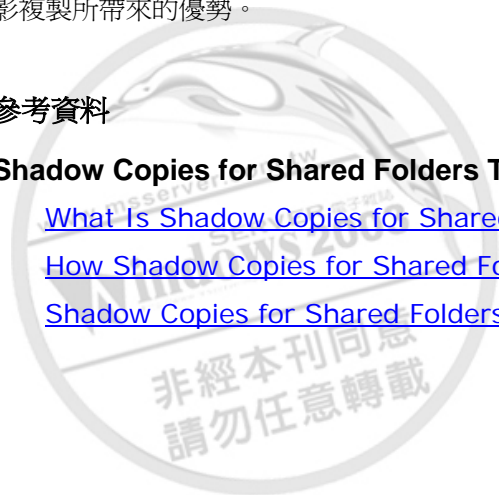 影複製所帶來的優勢。
參考資料
Shadow Copies for Shared Folders T
What Is Shadow Copies for Share
How Shadow Copies for Shared Fo
Shadow Copies for Shared Folders
非經本刊同意
請勿任意轉載